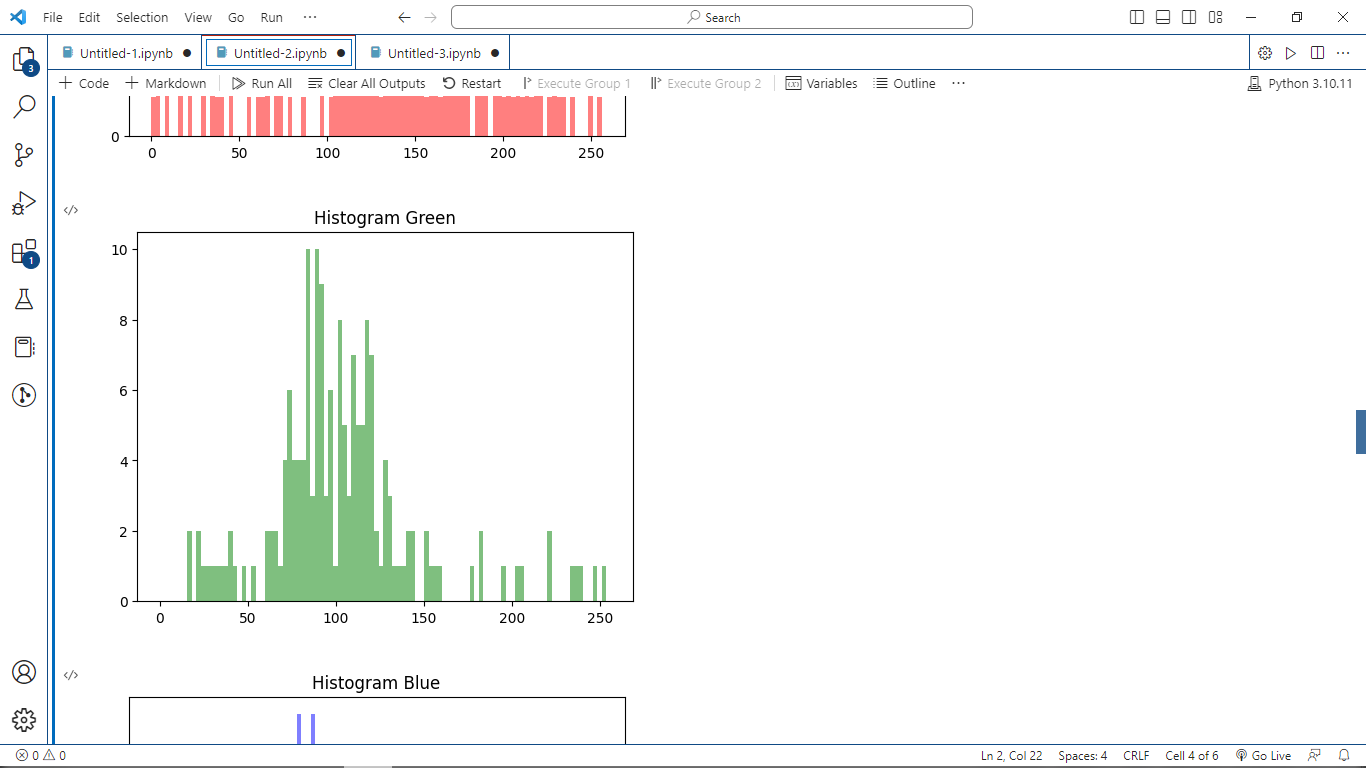 File Edit Selection View Go Run ··· Search
3
Untitled-1.ipynb Untitled-2.ipynb Untitled-3.ipynb ···
+ Code + Markdown Run All Clear All Outputs Restart Execute Group 1 Execute Group 2 Variables Outline ··· Python 3.10.11
0
0 50 100 150 200 250
</>
Histogram Green
10
8
6
4
2
0
0 50 100 150 200 250
1
</>
Histogram Blue
0 0 Ln 2, Col 22 Spaces: 4 CRLF Cell 4 of 6 Go Live